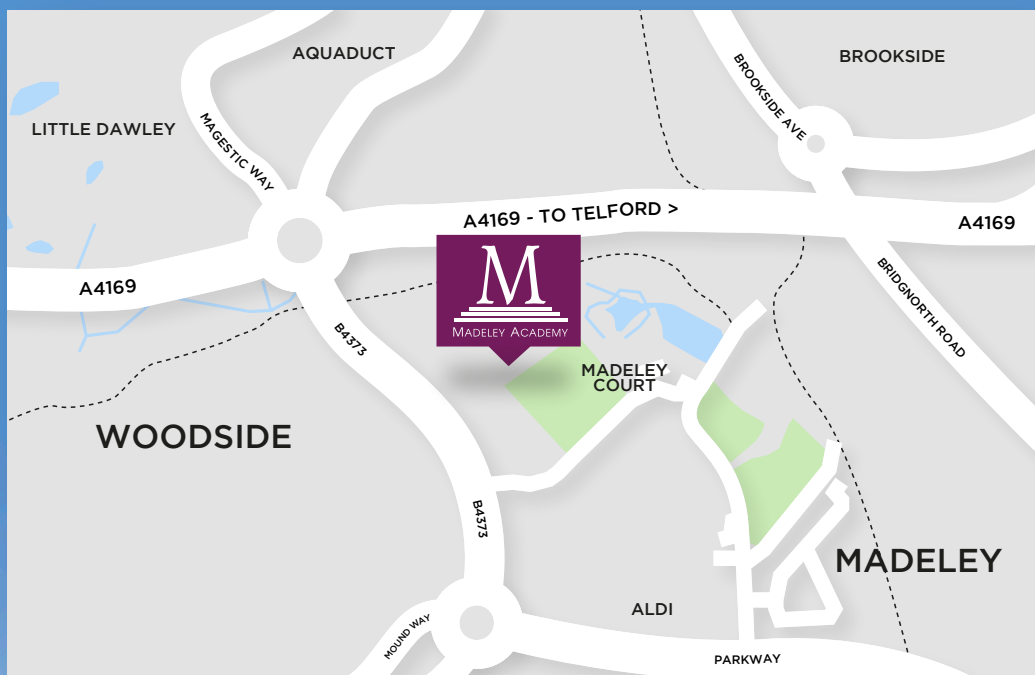 AQUADUCT
BROOKSIDE
BROOKSIDE AVE
LITTLE DAWLEY
MAGESTIC WAY
A4169 - TO TELFORD >
A4169
A4169
M
MADELEY ACADEMY
BRIDGNORTH ROAD
B4373
MADELEY
COURT
WOODSIDE
B4373
MADELEY
ALDI
MOUND WAY
PARKWAY